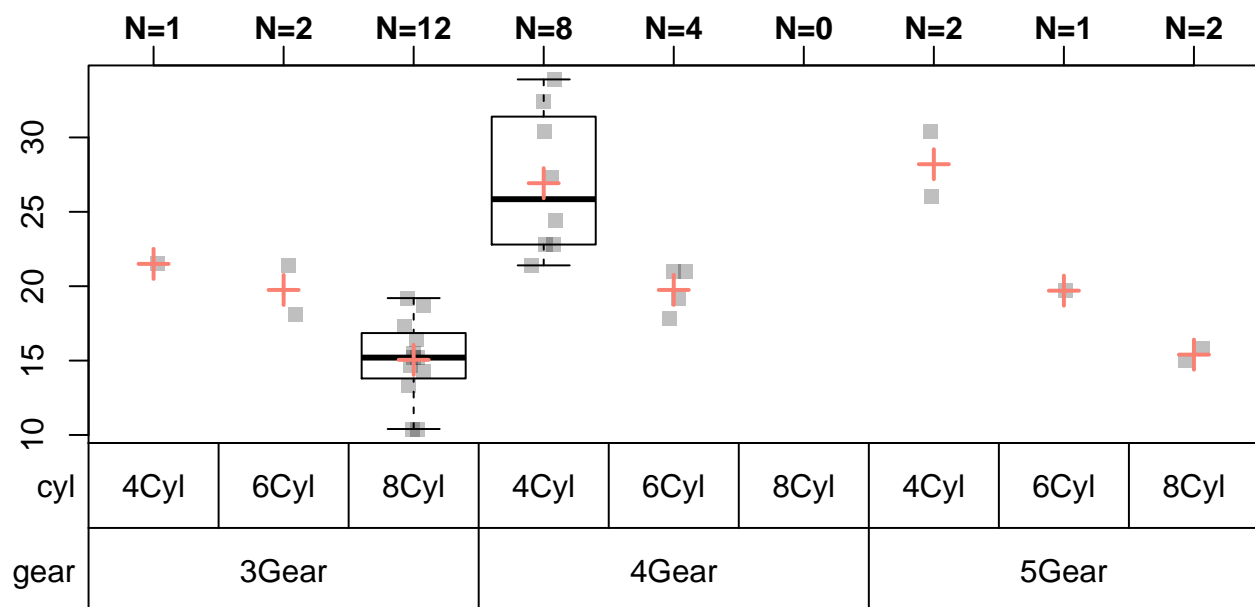 N=1 N=2 N=12 N=8 N=4 N=0 N=2 N=1 N=2
30
25
20
15
10
cyl 4Cyl 6Cyl 8Cyl 4Cyl 6Cyl 8Cyl 4Cyl 6Cyl 8Cyl
gear 3Gear 4Gear 5Gear